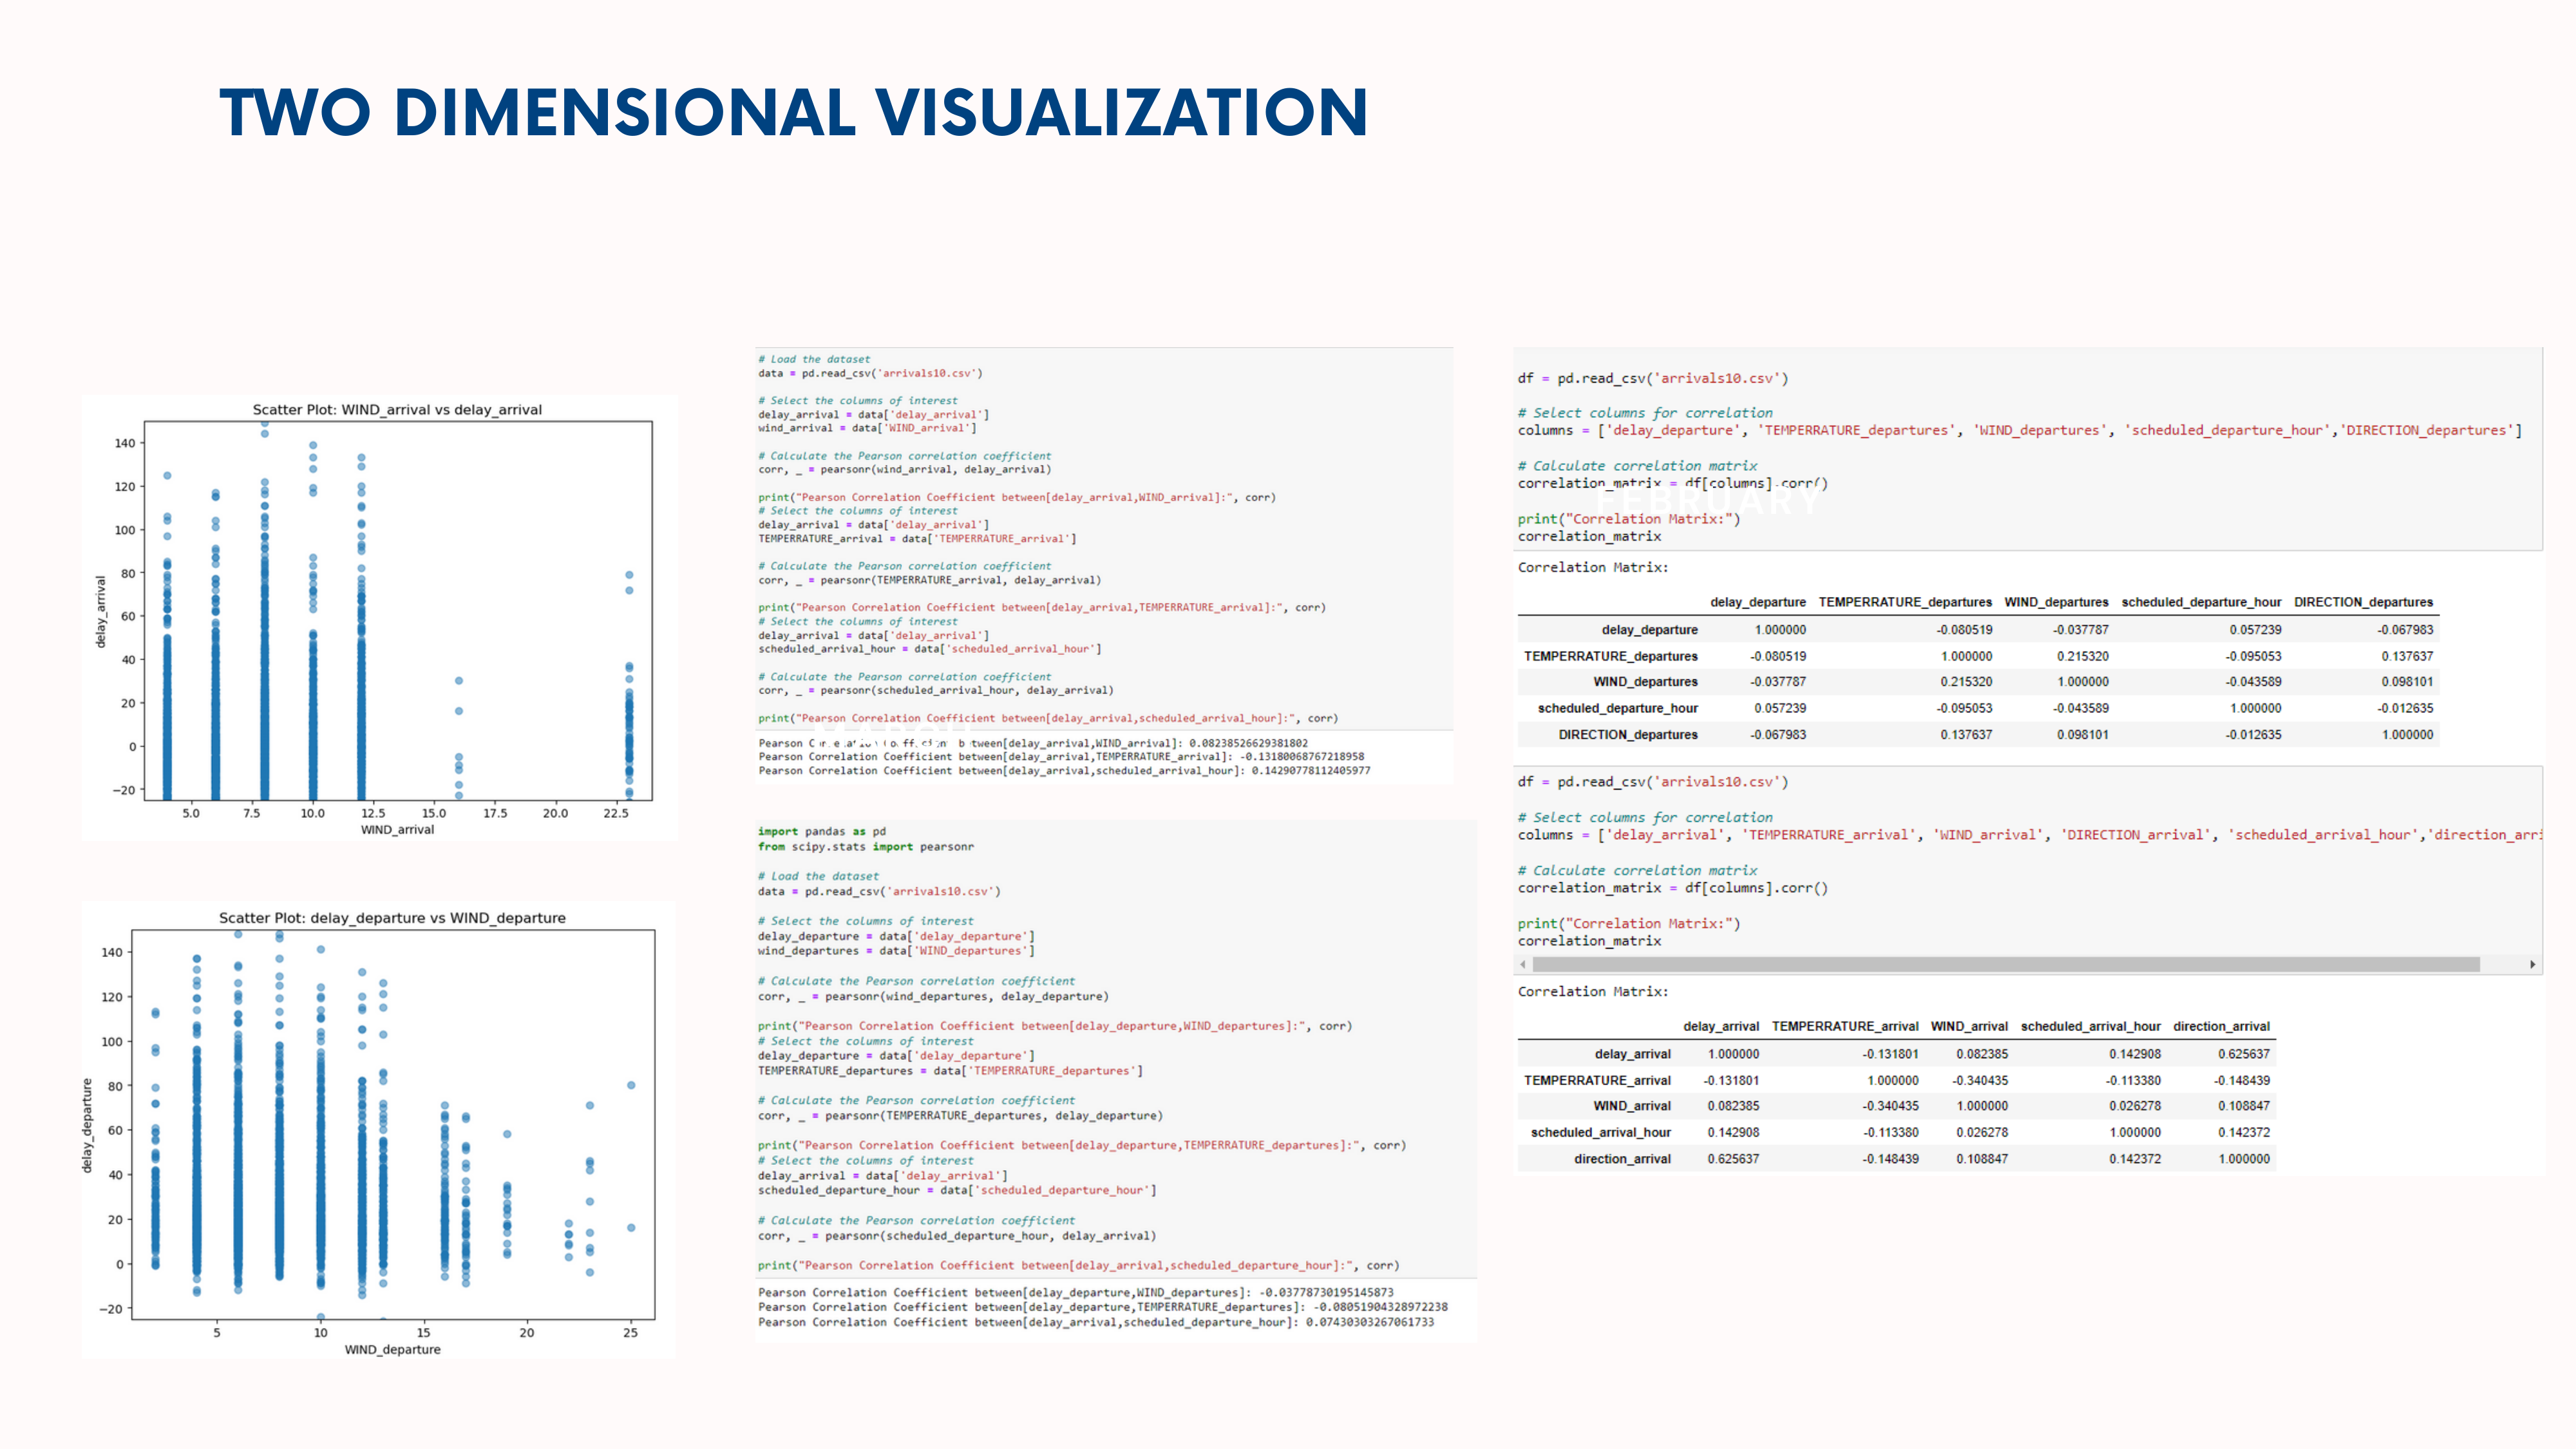 TWO DIMENSIONAL VISUALIZATION
Scatter Plot: WIND_arrival vs delay_arrival
140
120
100
80
60
40
20
0
−20
delay_arrival
5.0 7.5 10.0 12.5 15.0 17.5 20.0 22.5
WIND_arrival
Scatter Plot: delay_departure vs WIND_departure
140
120
100
80
60
40
20
0
−20
delay_departure
5 10 15 20 25
WIND_departure
# Load the dataset
data = pd.read_csv('arrivals10.csv')
# Select the columns of interest
delay_arrival = data['delay_arrival']
wind_arrival = data['WIND_arrival']
# Calculate the Pearson correlation coefficient
corr, _ = pearsonr(wind_arrival, delay_arrival)
print("Pearson Correlation Coefficient between[delay_arrival,WIND_arrival]:", corr)
# Select the columns of interest
delay_arrival = data['delay_arrival']
TEMPERRATURE_arrival = data['TEMPERRATURE_arrival']
# Calculate the Pearson correlation coefficient
corr, _ = pearsonr(TEMPERRATURE_arrival, delay_arrival)
print("Pearson Correlation Coefficient between[delay_arrival,TEMPERRATURE_arrival]:", corr)
# Select the columns of interest
delay_arrival = data['delay_arrival']
scheduled_arrival_hour = data['scheduled_arrival_hour']
# Calculate the Pearson correlation coefficient
corr, _ = pearsonr(scheduled_arrival_hour, delay_arrival)
print("Pearson Correlation Coefficient between[delay_arrival,scheduled_arrival_hour]:", corr)
Pearson Correlation Coefficient between[delay_arrival,WIND_arrival]: 0.08238526629381802
Pearson Correlation Coefficient between[delay_arrival,TEMPERRATURE_arrival]: -0.13180068767218958
Pearson Correlation Coefficient between[delay_arrival,scheduled_arrival_hour]: 0.14290778112405977
import pandas as pd
from scipy.stats import pearsonr
# Load the dataset
data = pd.read_csv('arrivals10.csv')
# Select the columns of interest
delay_departure = data['delay_departure']
wind_departures = data['WIND_departures']
# Calculate the Pearson correlation coefficient
corr, _ = pearsonr(wind_departures, delay_departure)
print("Pearson Correlation Coefficient between[delay_departure,WIND_departures]:", corr)
# Select the columns of interest
delay_departure = data['delay_departure']
TEMPERRATURE_departures = data['TEMPERRATURE_departures']
# Calculate the Pearson correlation coefficient
corr, _ = pearsonr(TEMPERRATURE_departures, delay_departure)
print("Pearson Correlation Coefficient between[delay_departure,TEMPERRATURE_departures]:", corr)
# Select the columns of interest
delay_arrival = data['delay_arrival']
scheduled_departure_hour = data['scheduled_departure_hour']
# Calculate the Pearson correlation coefficient
corr, _ = pearsonr(scheduled_departure_hour, delay_arrival)
print("Pearson Correlation Coefficient between[delay_arrival,scheduled_departure_hour]:", corr)
Pearson Correlation Coefficient between[delay_departure,WIND_departures]: -0.03778730195145873
Pearson Correlation Coefficient between[delay_departure,TEMPERRATURE_departures]: -0.08051904328972238
Pearson Correlation Coefficient between[delay_arrival,scheduled_departure_hour]: 0.07430303267061733
df = pd.read_csv('arrivals10.csv')
# Select columns for correlation
columns = ['delay_departure', 'TEMPERRATURE_departures', 'WIND_departures', 'scheduled_departure_hour','DIRECTION_departures']
# Calculate correlation matrix
correlation_matrix = df[columns].corr()
FEBRUARY
print("Correlation Matrix:")
correlation_matrix
Correlation Matrix:
delay_departure TEMPERRATURE_departures WIND_departures scheduled_departure_hour DIRECTION_departures
delay_departure 1.000000 -0.080519 -0.037787 0.057239 -0.067983
TEMPERRATURE_departures -0.080519 1.000000 0.215320 -0.095053 0.137637
WIND_departures -0.037787 0.215320 1.000000 -0.043589 0.098101
scheduled_departure_hour 0.057239 -0.095053 -0.043589 1.000000 -0.012635
DIRECTION_departures -0.067983 0.137637 0.098101 -0.012635 1.000000
df = pd.read_csv('arrivals10.csv')
# Select columns for correlation
columns = ['delay_arrival', 'TEMPERRATURE_arrival', 'WIND_arrival', 'DIRECTION_arrival', 'scheduled_arrival_hour','direction_arri
# Calculate correlation matrix
correlation_matrix = df[columns].corr()
print("Correlation Matrix:")
correlation_matrix
Correlation Matrix:
delay_arrival TEMPERRATURE_arrival WIND_arrival scheduled_arrival_hour direction_arrival
delay_arrival 1.000000 -0.131801 0.082385 0.142908 0.625637
TEMPERRATURE_arrival -0.131801 1.000000 -0.340435 -0.113380 -0.148439
WIND_arrival 0.082385 -0.340435 1.000000 0.026278 0.108847
scheduled_arrival_hour 0.142908 -0.113380 0.026278 1.000000 0.142372
direction_arrival 0.625637 -0.148439 0.108847 0.142372 1.000000